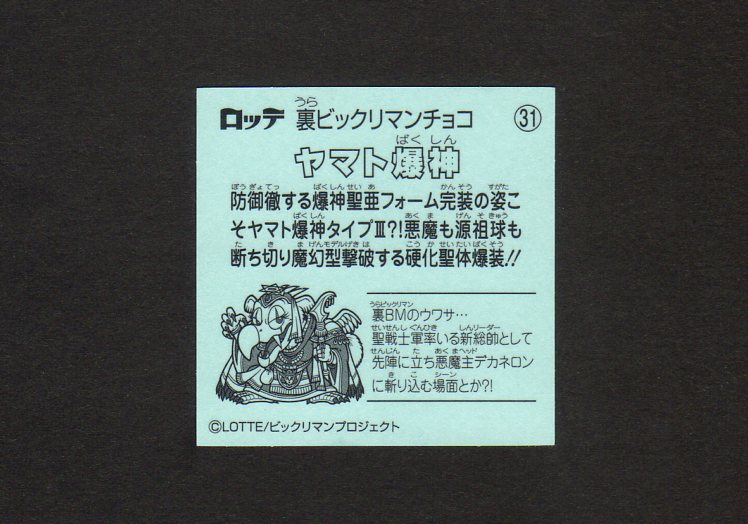 ロッテ 裏ビックリマンチョコ 31
ヤマト爆神
防御徹する爆神聖亜フォーム完装の姿こ
そヤマト爆神タイプⅢ?!悪魔も源祖球も
断ち切り魔幻型撃破する硬化聖体爆装!!
裏BMのウワサ…
聖戦士軍率いる新総帥として
先陣に立ち悪魔主デカネロン
に斬り込む場面とか?!
©LOTTE/ビックリマンプロジェクト